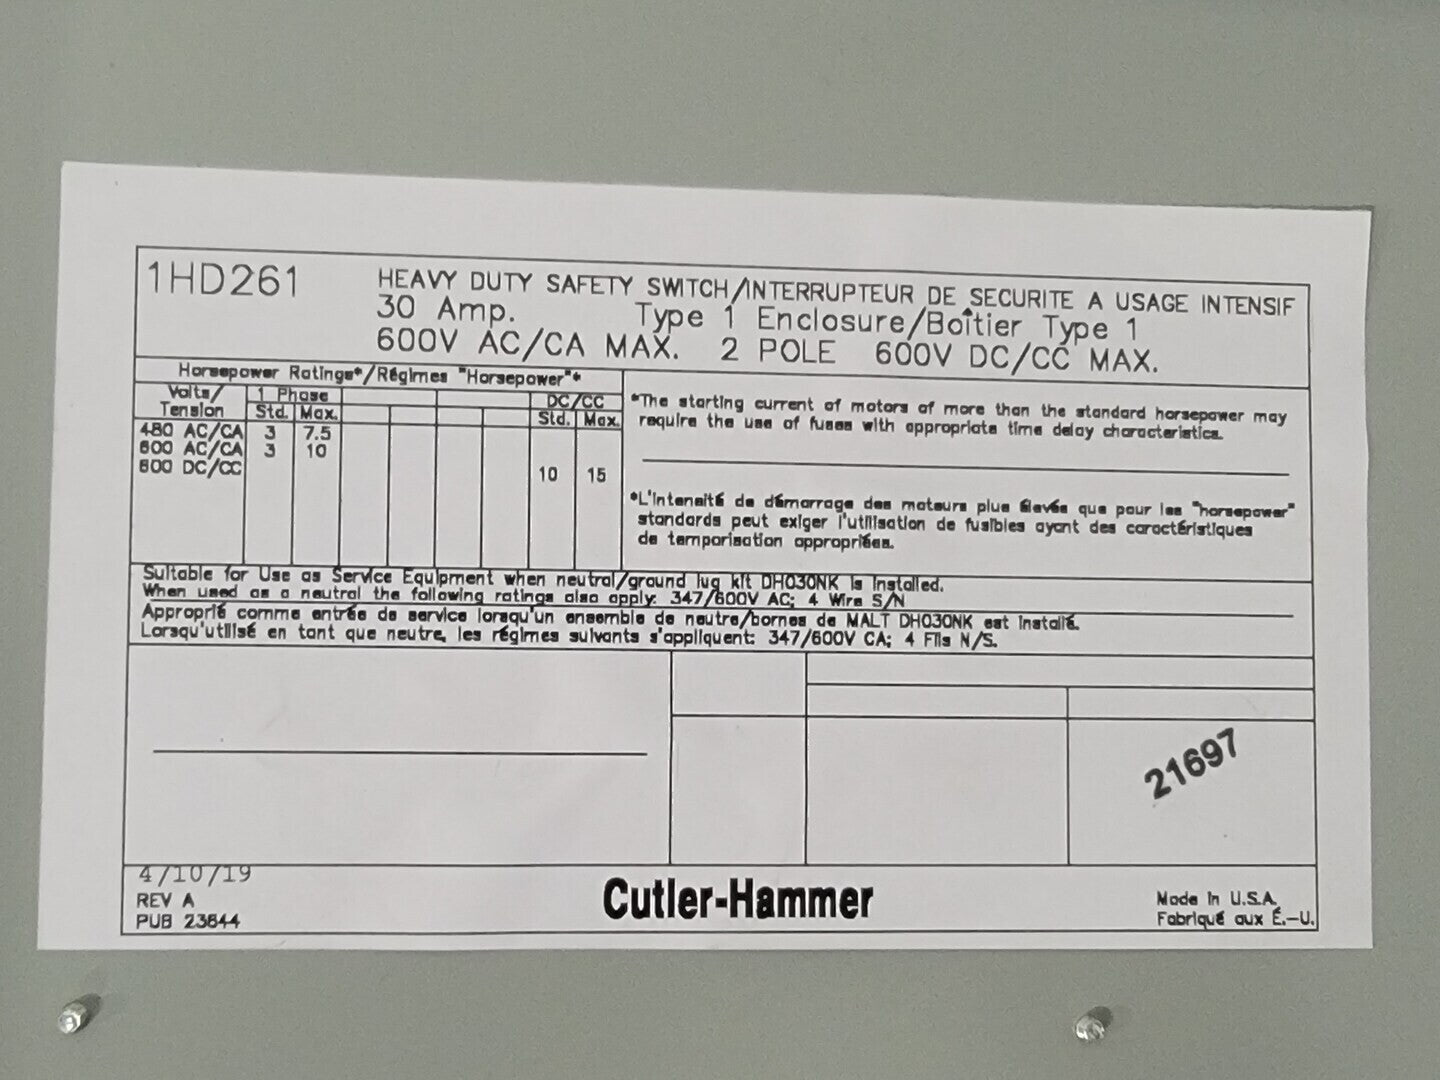 1HD261
HEAVY DUTY SAFETY SWITCH/INTERRUPTEUR DE SECURITE A USAGE INTENSIF
30 Amp. Type 1 Enclosure/Boîtier Type 1
600V AC/CA MAX. 2 POLE 600V DC/CC MAX.
Horsepower Ratings*/Régimes "Horsepower"*
Volts/ 1 Phase DC/CC
Tension Std. Max. Std. Max.
480 AC/CA 3 7.5
600 AC/CA 3 10
600 DC/CC 10 15
*The starting current of motors of more than the standard horsepower may
require the use of fuses with appropriate time delay characteristics.
*L'intensité de démarrage des moteurs plus élevés que pour les "horsepower"
standards peut exiger l'utilisation de fusibles ayant des caractéristiques
de temporisation appropriées.
Suitable for Use as Service Equipment when neutral/ground lug kit DH030NK is installed.
When used as a neutral the following ratings also apply: 347/600V AC; 4 Wire S/N
Approprié comme entrée de service lorsqu'un ensemble de neutre/bornes de MALT DH030NK est installé.
Lorsqu'utilisé en tant que neutre, les régimes suivants s'appliquent: 347/600V CA; 4 Fils N/S.
21697
4/10/19
REV A
PUB 23644
Cutler-Hammer
Made in U.S.A.
Fabriqué aux É.-U.